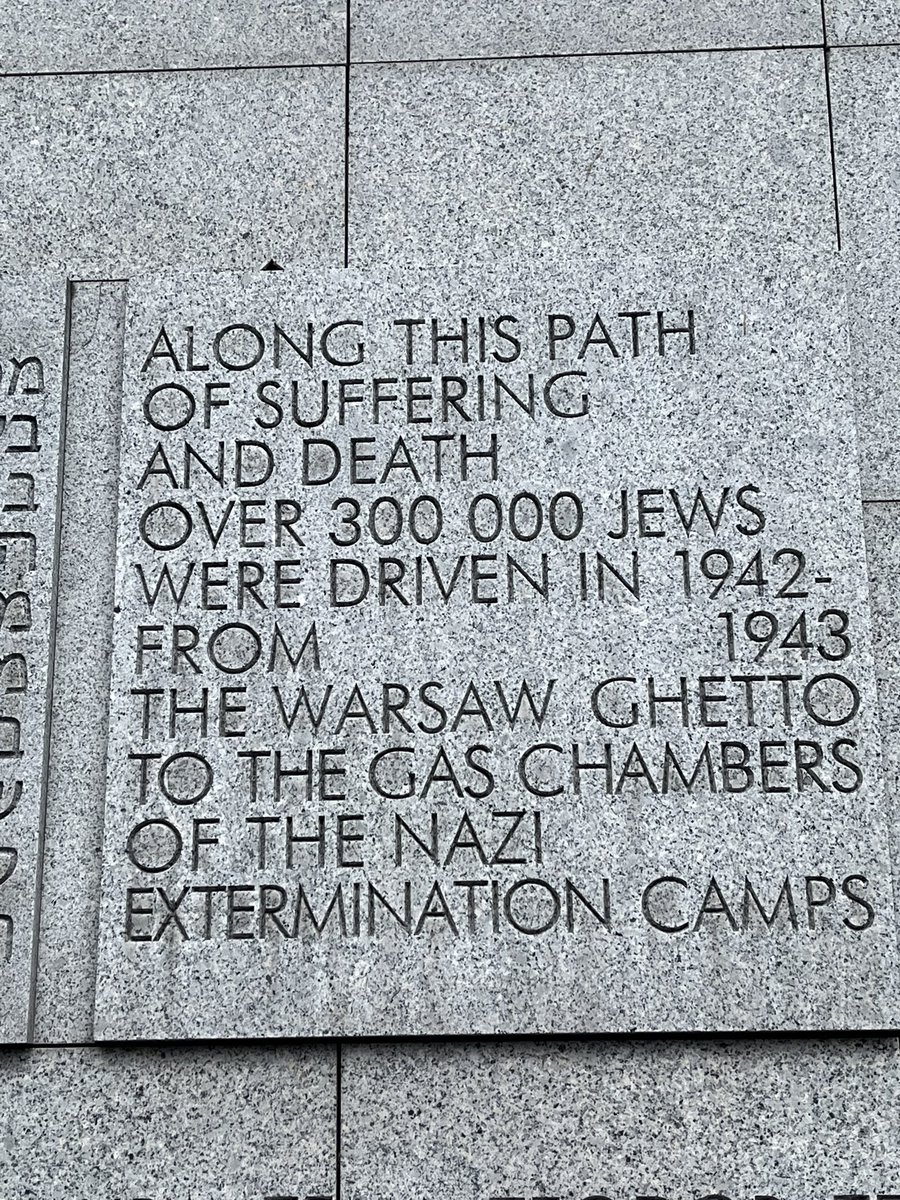 ALONG THIS PATH
OF SUFFERING
AND DEATH
OVER 300 000 JEWS
WERE DRIVEN IN 1942-
FROM 1943
THE WARSAW GHETTO
TO THE GAS CHAMBERS
OF THE NAZI
EXTERMINATION CAMPS